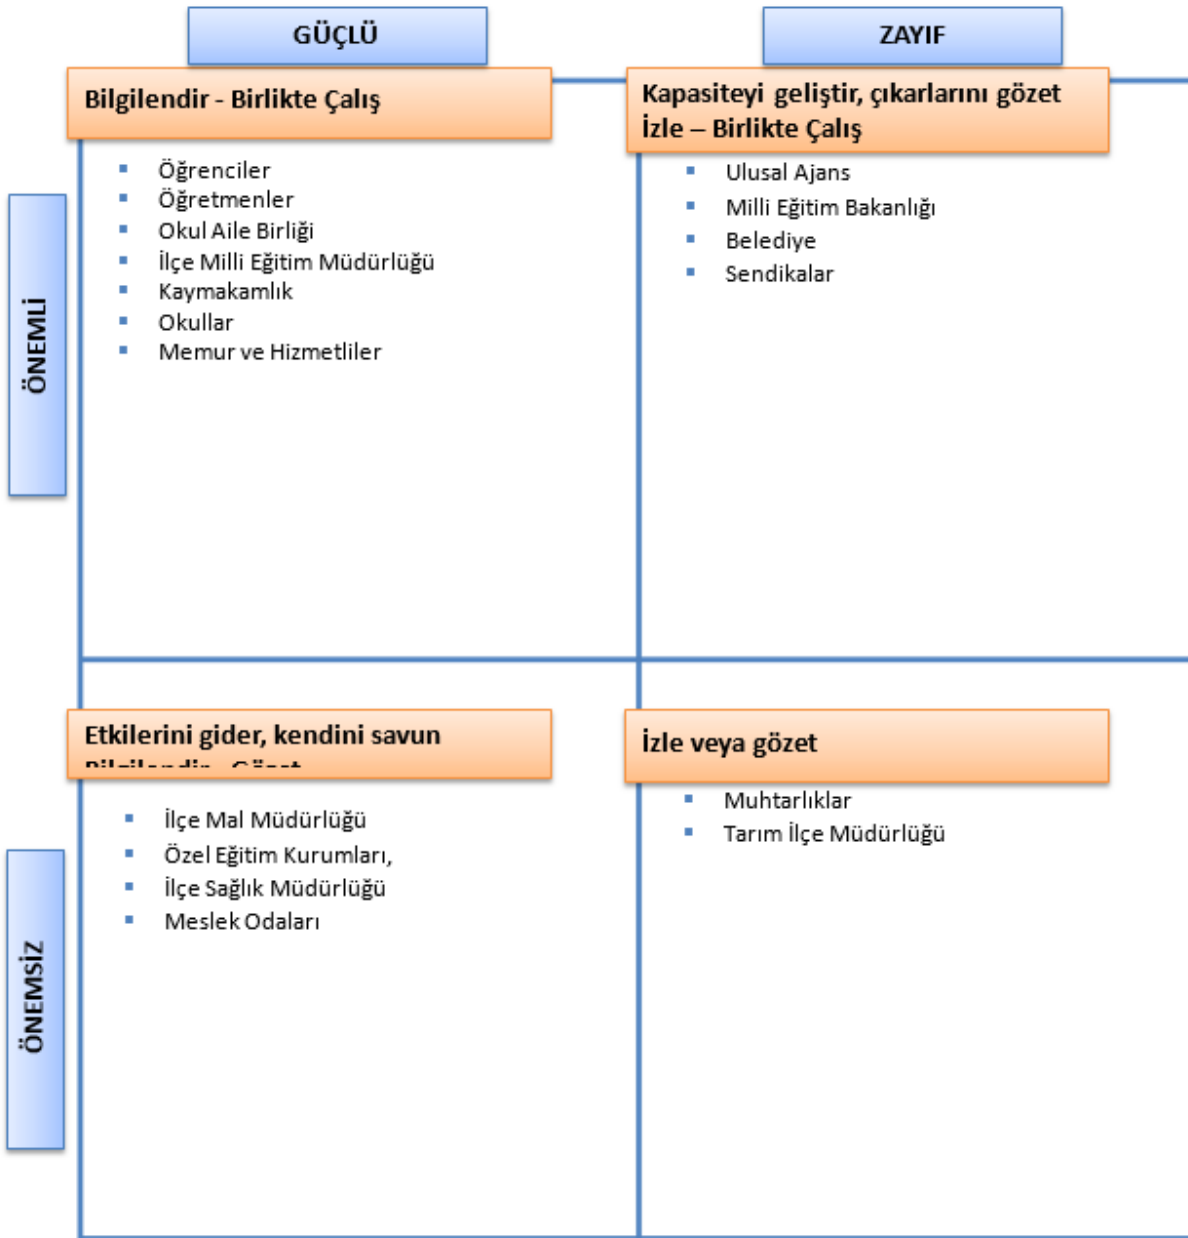 GÜÇLÜ
ZAYIF
Bilgilendir - Birlikte Çalış
Kapasiteyi geliştir, çıkarlarını gözet
İzle – Birlikte Çalış
ÖNEMLİ
Öğrenciler
Öğretmenler
Okul Aile Birliği
İlçe Milli Eğitim Müdürlüğü
Kaymakamlık
Okullar
Memur ve Hizmetliler
Ulusal Ajans
Milli Eğitim Bakanlığı
Belediye
Sendikalar
Etkilerini gider, kendini savun
İzle veya gözet
ÖNEMSİZ
İlçe Mal Müdürlüğü
Özel Eğitim Kurumları,
İlçe Sağlık Müdürlüğü
Meslek Odaları
Muhtarlıklar
Tarım İlçe Müdürlüğü